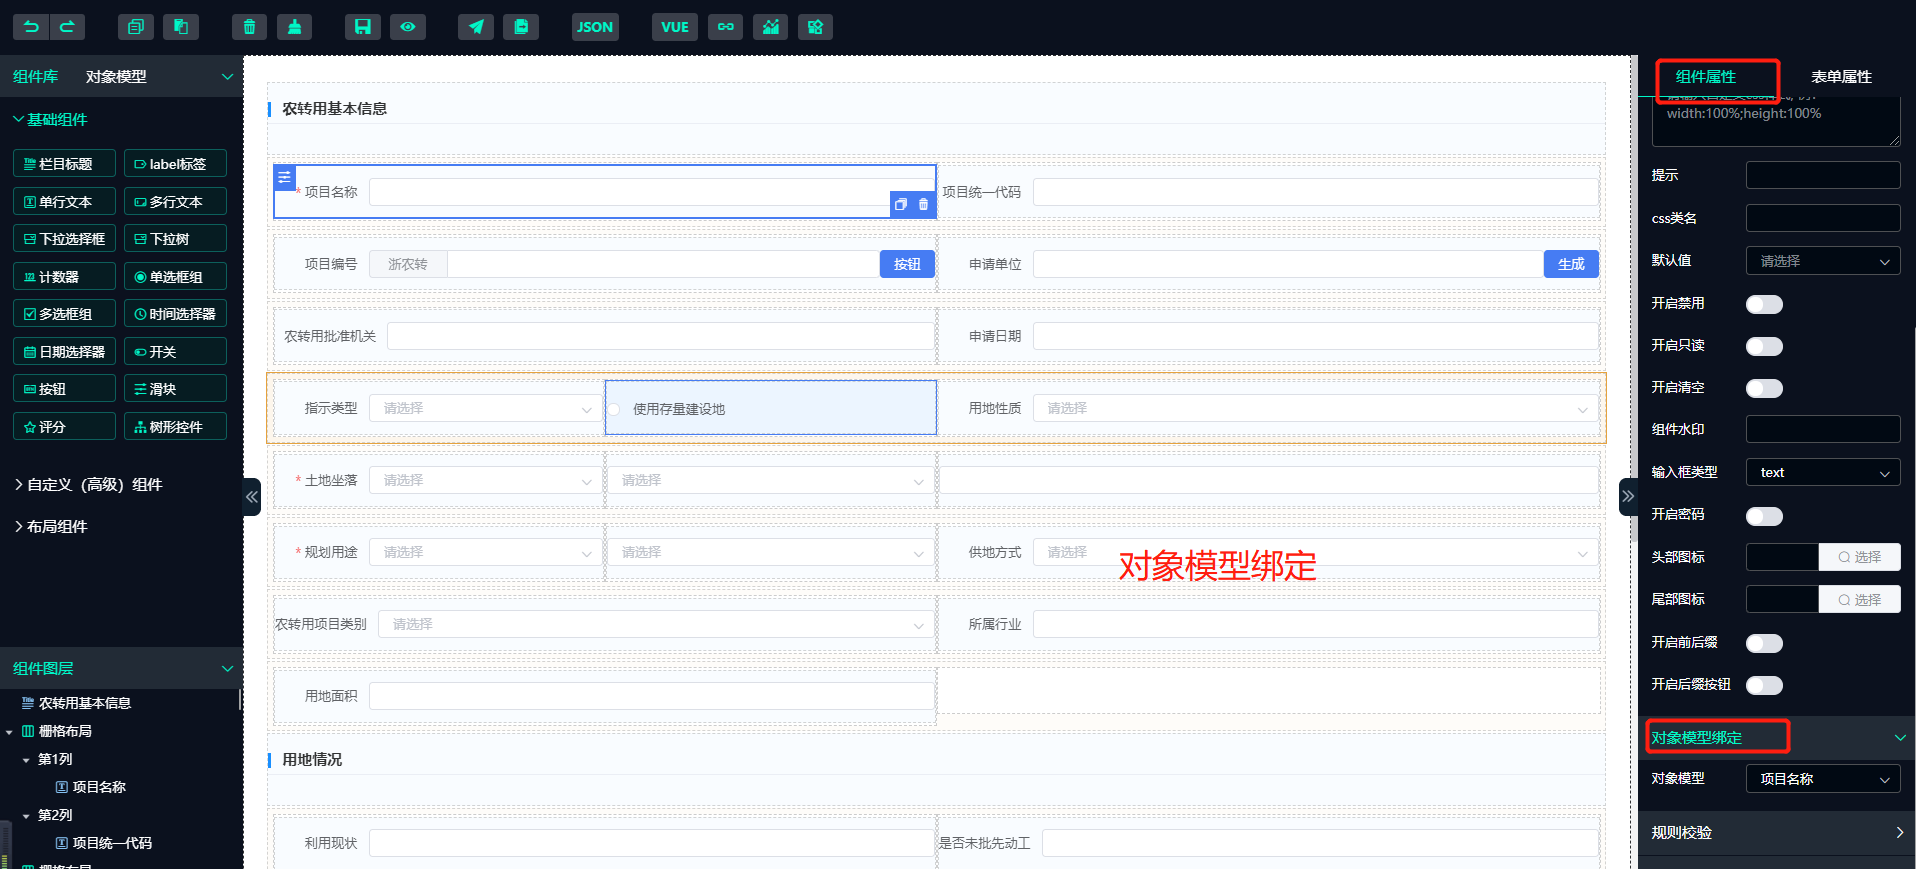 JSON VUE
组件库 对象模型
基础组件
栏目标题 label标签
单行文本 多行文本
下拉选择框 下拉树
计数器 单选框组
多选框组 时间选择器
日期选择器 开关
按钮 滑块
评分 树形控件
自定义（高级）组件
布局组件
组件图层
农转用基本信息
栅格布局
第1列
项目名称
第2列
项目统一代码
栅格布局
农转用基本信息
* 项目名称 项目统一代码
项目编号 浙农转 按钮 申请单位 生成
农转用批准机关 申请日期
指示类型 请选择 使用存量建设地 用地性质 请选择
* 土地坐落 请选择 请选择
* 规划用途 请选择 请选择 供地方式 请选择
对象模型绑定
农转用项目类别 请选择 所属行业
用地面积
用地情况
利用现状 是否未批先动工
组件属性 表单属性
width:100%;height:100%
提示
css类名
默认值 请选择
开启禁用
开启只读
开启清空
组件水印
输入框类型 text
开启密码
头部图标 选择
尾部图标 选择
开启前后缀
开启后缀按钮
对象模型绑定
对象模型 项目名称
规则校验